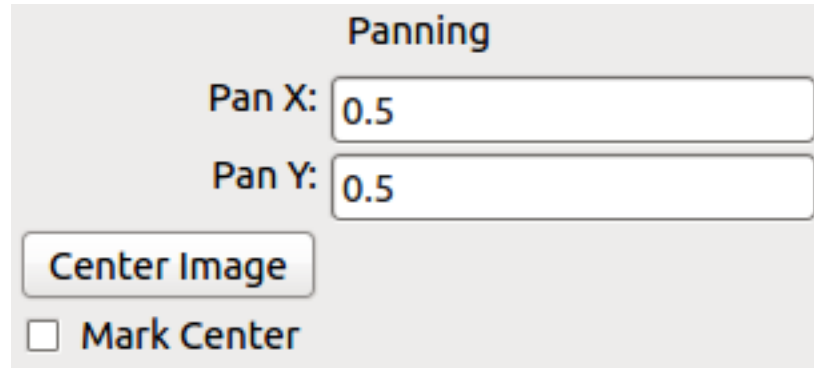 Panning
Pan X: 0.5
Pan Y: 0.5
Center Image
Mark Center